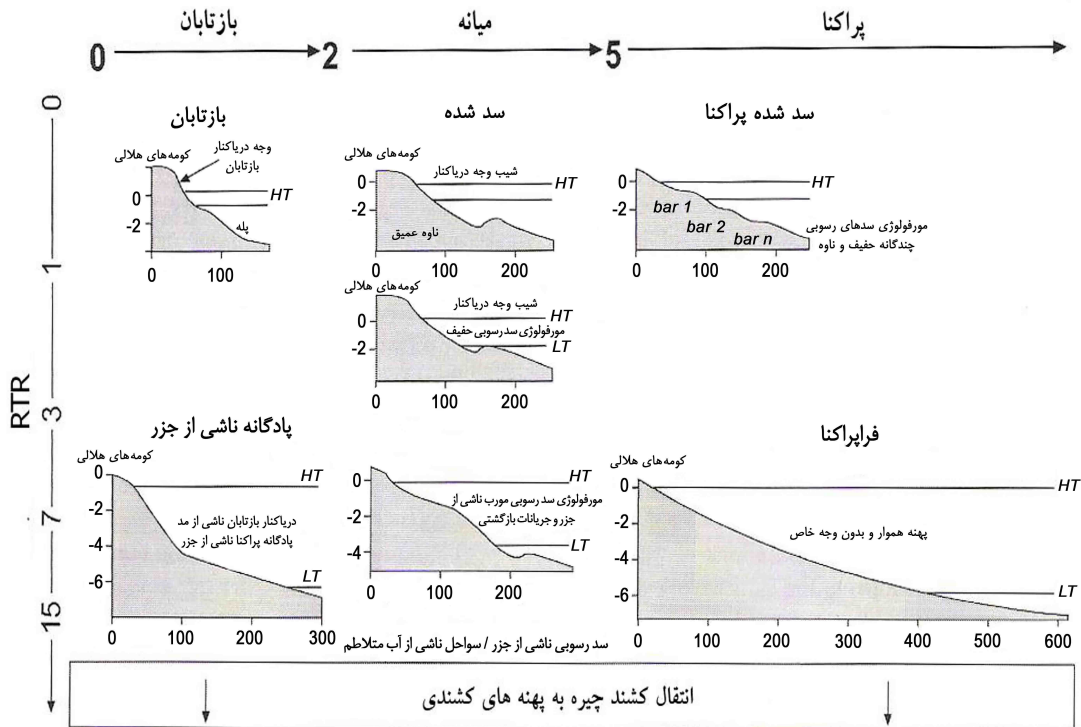 بازتابان
میانه
پراکنا
0
2
5
0
بازتابان
سد شده
سد شده پراکنا
کومه‌های هلالی
وجه دریاکنار
بازتابان
HT
پله
0
-2
0
100
کومه‌های هلالی
شیب وجه دریاکنار
HT
ناوه عمیق
0
-2
0
100
200
HT
bar 1
bar 2
bar n
مورفولوژی سدهای رسوبی
چندگانه حفیف و ناوه
0
-2
0
100
200
1
کومه‌های هلالی
شیب وجه دریاکنار
HT
مورفولوژی سدرسوبی حفیف
LT
0
-2
0
100
200
RTR
3
پادگانه ناشی از جزر
کومه‌های هلالی
HT
دریاکنار بازتابان ناشی از مد
پادگانه پراکنا ناشی از جزر
LT
0
-2
-4
-6
0
100
200
300
HT
مورفولوژی سد رسوبی مورب ناشی از
جزر و جریانات بازگشتی
LT
0
-2
-4
0
100
200
سد رسوبی ناشی از جزر / سواحل ناشی از آب متلاطم
فراپراکنا
کومه‌های هلالی
HT
پهنه هموار و بدون وجه خاص
LT
0
-2
-4
-6
0
100
200
300
400
500
600
7
15
انتقال کشند چیره به پهنه های کشندی